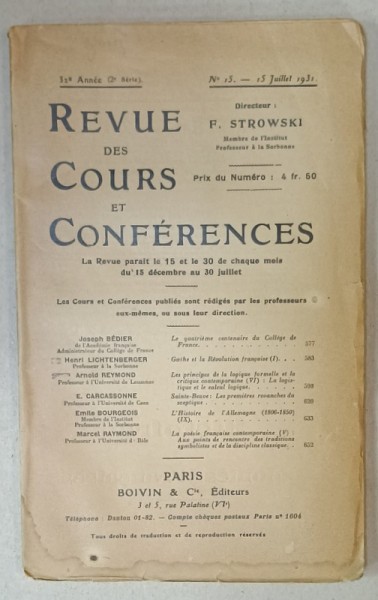 32e Année (2e Série).
No 15. — 15 Juillet 1931.
REVUE
DES
COURS
ET
CONFÉRENCES
Directeur :
F. STROWSKI
Membre de l'Institut
Professeur à la Sorbonne
Prix du Numéro : 4 fr. 50
La Revue paraît le 15 et le 30 de chaque mois
du 15 décembre au 30 juillet
Les Cours et Conférences publiés sont rédigés par les professeurs
eux-mêmes, ou sous leur direction.
Joseph BÉDIER
de l'Académie française
Administrateur du Collège de France
Le quatrième centenaire du Collège de
France. 577
Henri LICHTENBERGER
Professeur à la Sorbonne
Gœthe et la Révolution française (I). 583
Arnold REYMOND
Professeur à l'Université de Lausanne
Les principes de la logique formelle et la
critique contemporaine (VI) : La logis-
tique et le calcul logique.
E. CARCASSONNE
Professeur à l'Université de Caen
Sainte-Beuve : Les premières revanches du
sceptique
Emile BOURGEOIS
Membre de l'Institut
Professeur à la Sorbonne
L'Histoire de l'Allemagne
(IX).
Marcel RAYMOND
Professeur à l'Université de Bâle
La poésie française contemporaine (V) :
Aux points de rencontre des traditions
symbolistes et de la discipline classique.
PARIS
BOIVIN & Cie, Éditeurs
3 et 5, rue Palatine (VIe)
Téléphone : Danton 01-82. — Compte chèques postaux Paris no 1604
Tous droits de traduction et de reproduction réservés